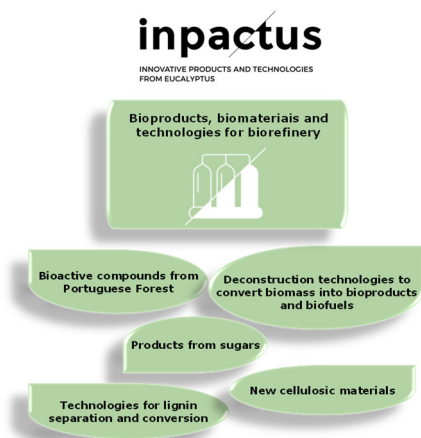 inpactus
INNOVATIVE PRODUCTS AND TECHNOLOGIES
FROM EUCALYPTUS
Bioproducts, biomateriais and
technologies for biorefinery
Bioactive compounds from
Portuguese Forest
Deconstruction technologies to
convert biomass into bioproducts
and biofuels
Products from sugars
New cellulosic materials
Technologies for lignin
separation and conversion